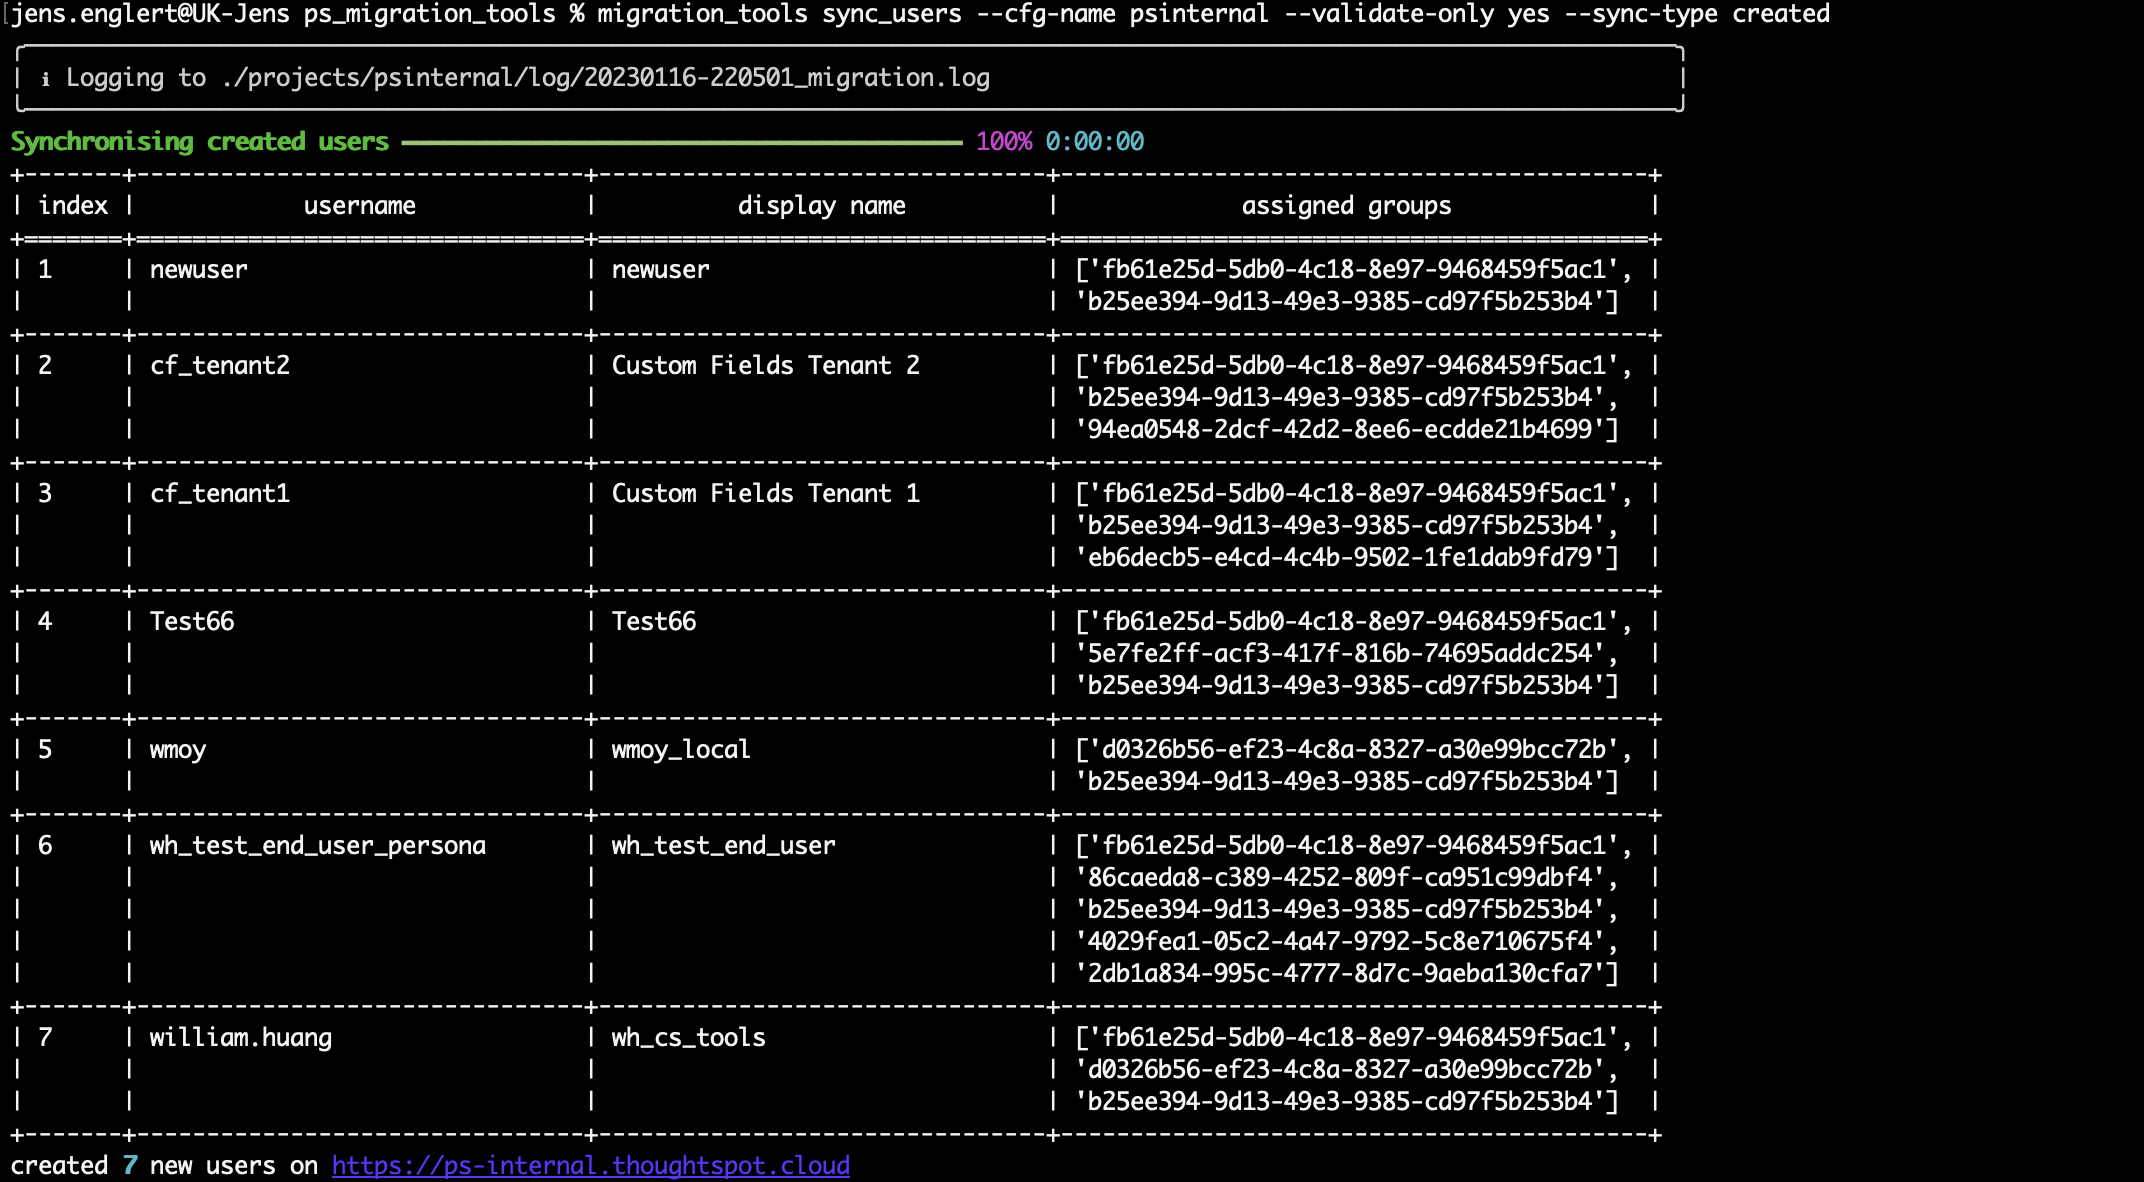 jens.englert@UK-Jens ps_migration_tools % migration_tools sync_users --cfg-name psinternal --validate-only yes --sync-type created
ℹ Logging to ./projects/psinternal/log/20230116-220501_migration.log
Synchronising created users 100% 0:00:00
index | username | display name | assigned groups
1 | newuser | newuser | ['fb61e25d-5db0-4c18-8e97-9468459f5ac1',
'b25ee394-9d13-49e3-9385-cd97f5b253b4']
2 | cf_tenant2 | Custom Fields Tenant 2 | ['fb61e25d-5db0-4c18-8e97-9468459f5ac1',
'b25ee394-9d13-49e3-9385-cd97f5b253b4',
'94ea0548-2dcf-42d2-8ee6-ecdde21b4699']
3 | cf_tenant1 | Custom Fields Tenant 1 | ['fb61e25d-5db0-4c18-8e97-9468459f5ac1',
'b25ee394-9d13-49e3-9385-cd97f5b253b4',
'eb6decb5-e4cd-4c4b-9502-1fe1dab9fd79']
4 | Test66 | Test66 | ['fb61e25d-5db0-4c18-8e97-9468459f5ac1',
'5e7fe2ff-acf3-417f-816b-74695addc254',
'b25ee394-9d13-49e3-9385-cd97f5b253b4']
5 | wmoy | wmoy_local | ['d0326b56-ef23-4c8a-8327-a30e99bcc72b',
'b25ee394-9d13-49e3-9385-cd97f5b253b4']
6 | wh_test_end_user_persona | wh_test_end_user | ['fb61e25d-5db0-4c18-8e97-9468459f5ac1',
'86caeda8-c389-4252-809f-ca951c99dbf4',
'b25ee394-9d13-49e3-9385-cd97f5b253b4',
'4029fea1-05c2-4a47-9792-5c8e710675f4',
'2db1a834-995c-4777-8d7c-9aeba130cfa7']
7 | william.huang | wh_cs_tools | ['fb61e25d-5db0-4c18-8e97-9468459f5ac1',
'd0326b56-ef23-4c8a-8327-a30e99bcc72b',
'b25ee394-9d13-49e3-9385-cd97f5b253b4']
created 7 new users on https://ps-internal.thoughtspot.cloud